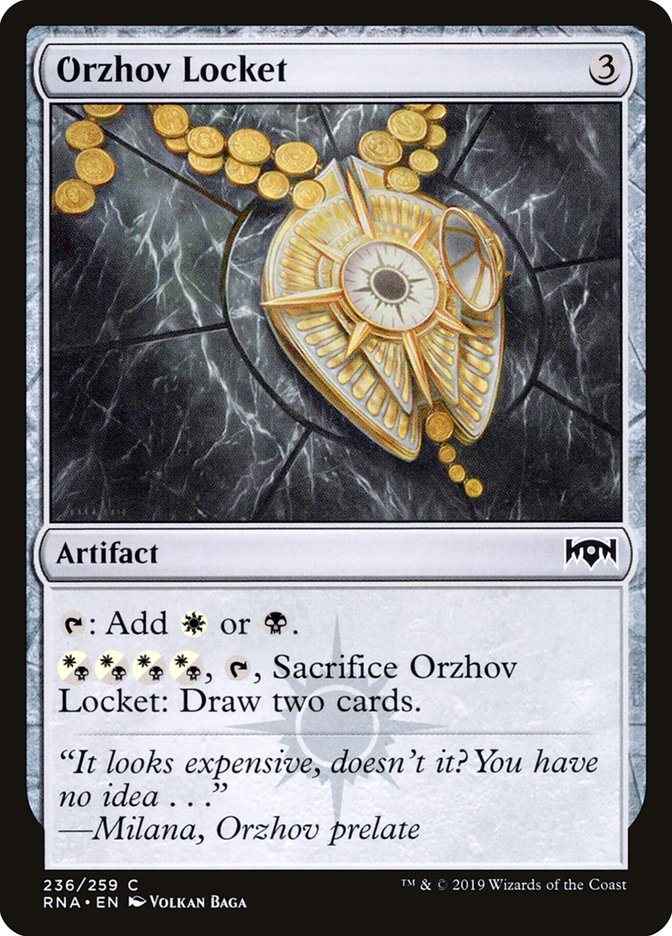 Orzhov Locket 3
Artifact
: Add or .
, , Sacrifice Orzhov
Locket: Draw two cards.
“It looks expensive, doesn’t it? You have
no idea . . .”
—Milana, Orzhov prelate
236/259 C
™ & © 2019 Wizards of the Coast
RNA • EN Volkan Baga